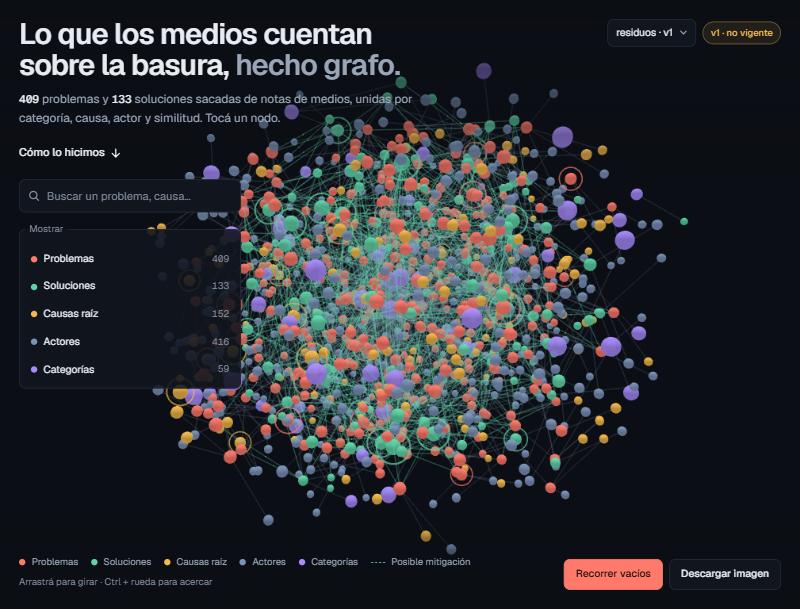 Lo que los medios cuentan
sobre la basura, hecho grafo.
residuos · v1
v1 · no vigente
409 problemas y 133 soluciones sacadas de notas de medios, unidas por
categoría, causa, actor y similitud. Tocá un nodo.
Cómo lo hicimos ↓
Buscar un problema, causa…
Mostrar
Problemas 409
Soluciones 133
Causas raíz 152
Actores 416
Categorías 59
Problemas Soluciones Causas raíz Actores Categorías Posible mitigación
Arrastrá para girar · Ctrl + rueda para acercar
Recorrer vacíos
Descargar imagen